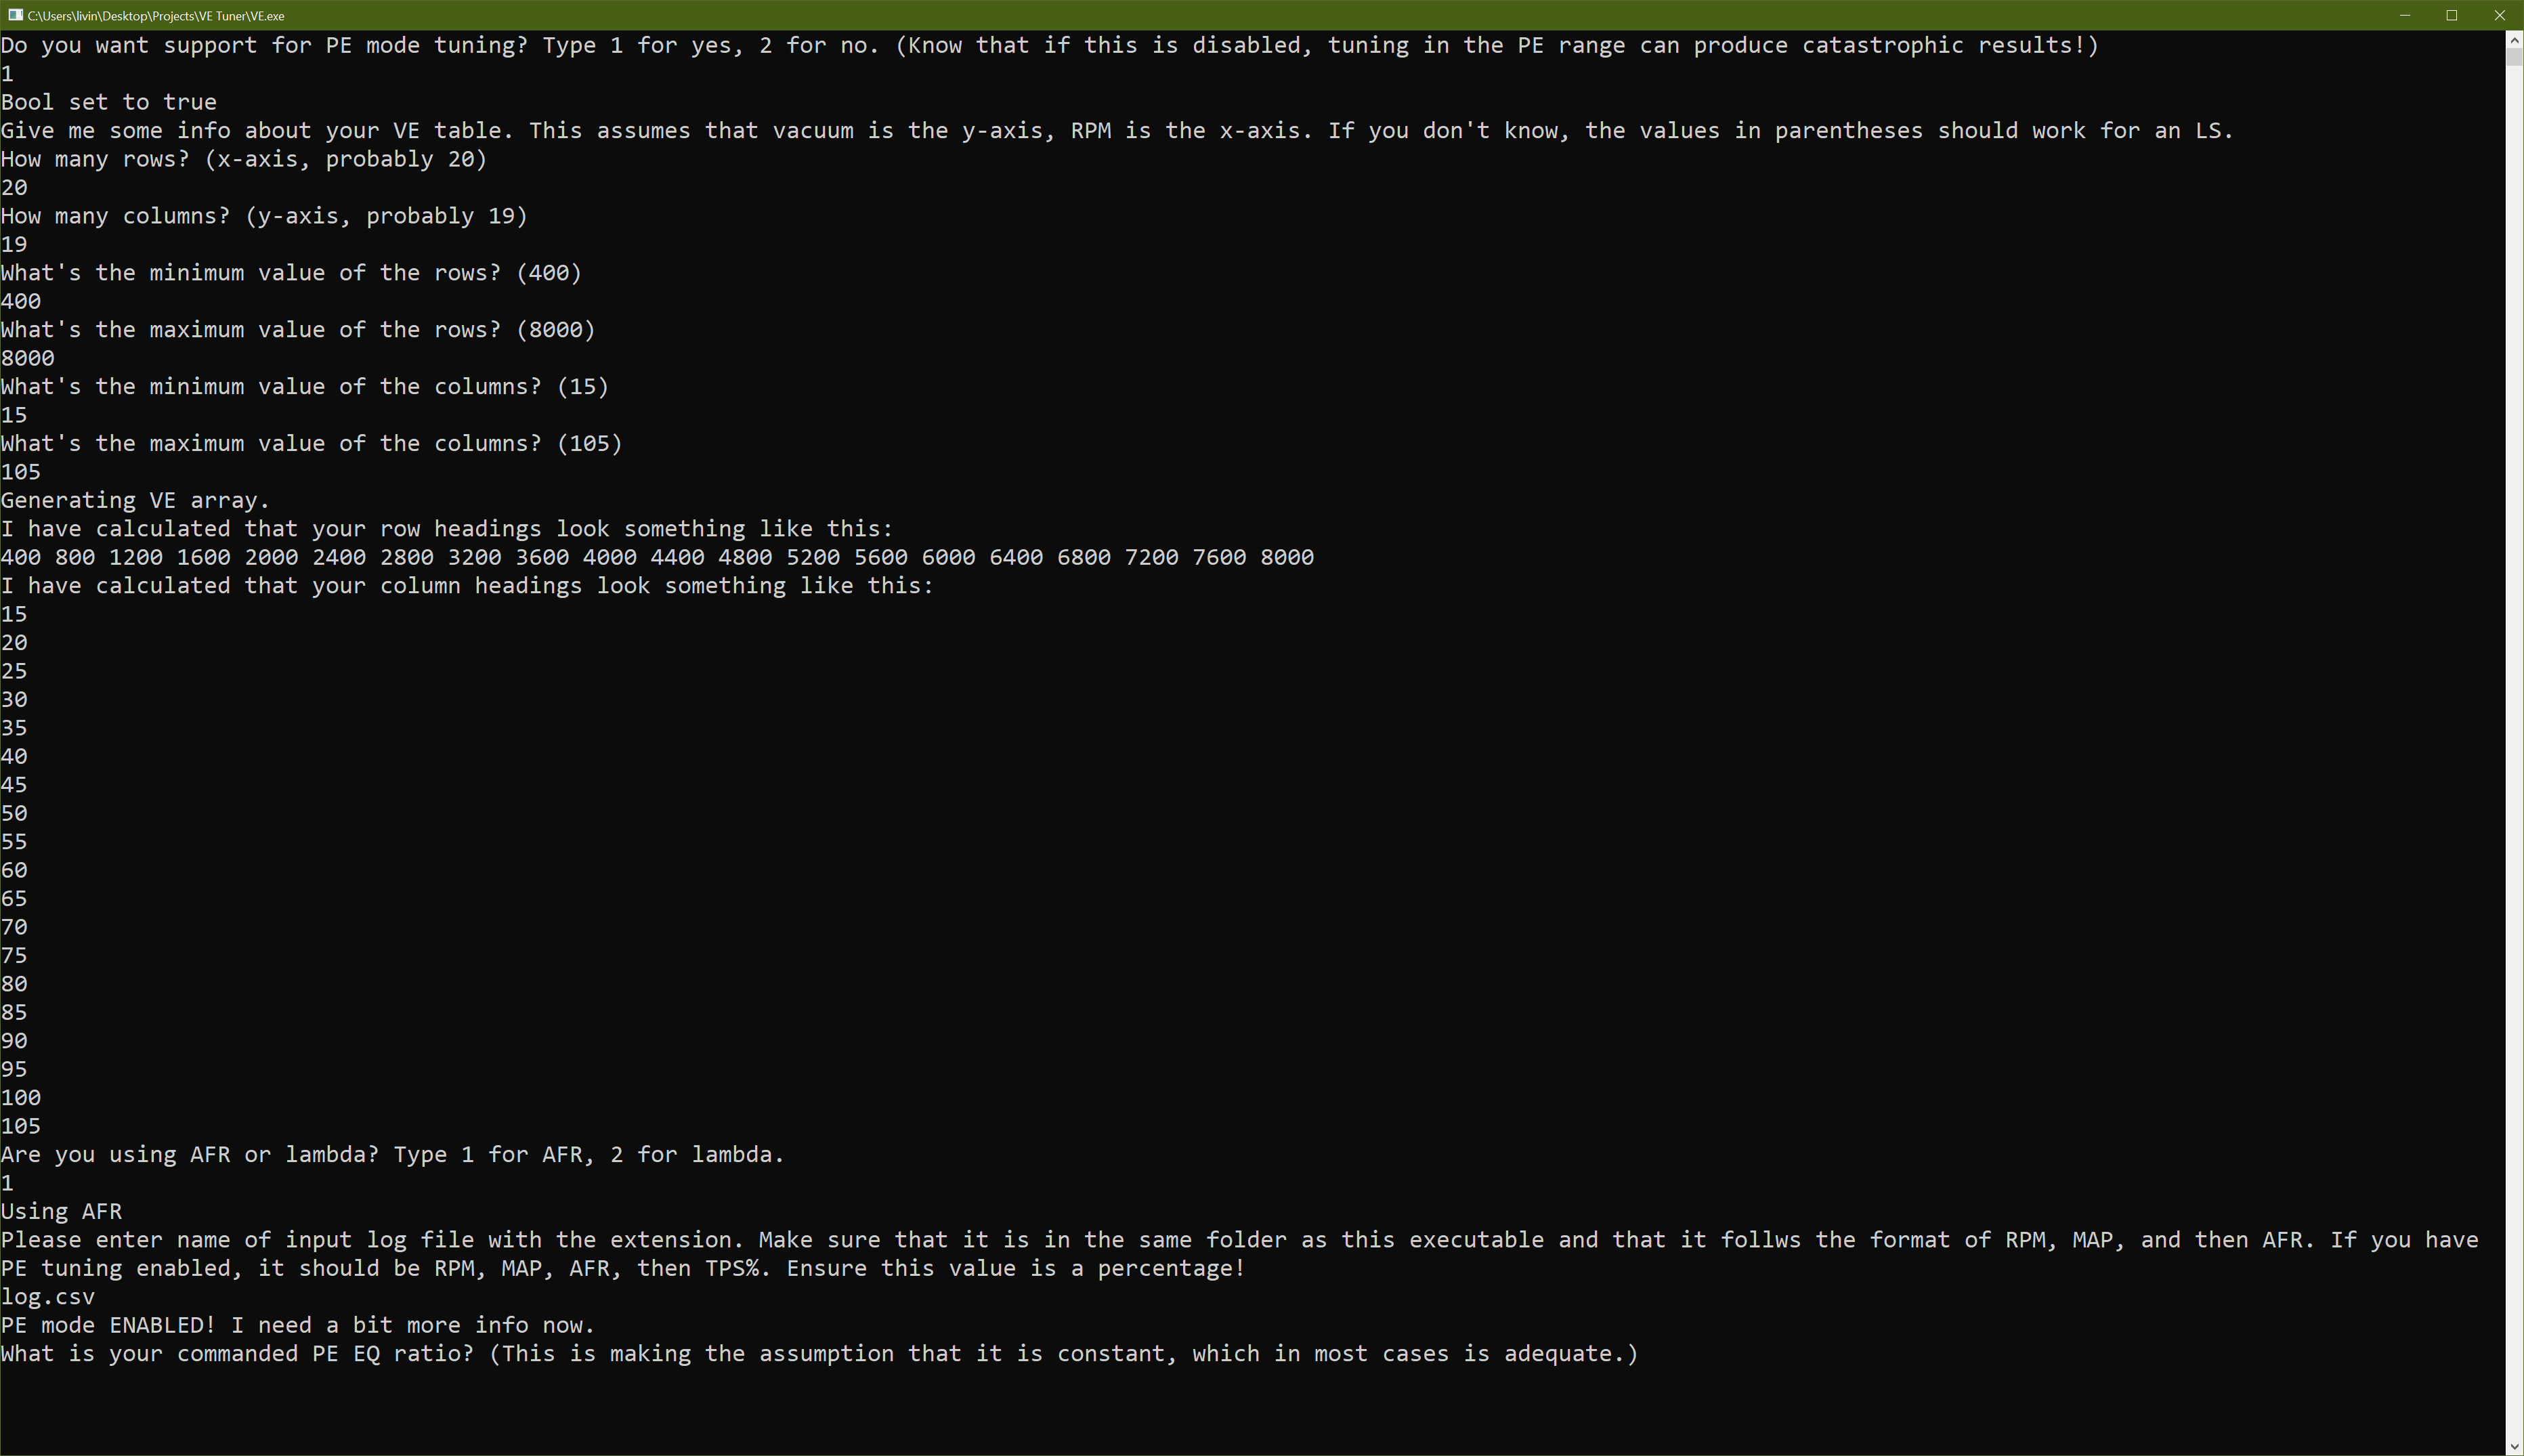 C:\Users\livin\Desktop\Projects\VE Tuner\VE.exe
Do you want support for PE mode tuning? Type 1 for yes, 2 for no. (Know that if this is disabled, tuning in the PE range can produce catastrophic results!)
1
Bool set to true
Give me some info about your VE table. This assumes that vacuum is the y-axis, RPM is the x-axis. If you don't know, the values in parentheses should work for an LS.
How many rows? (x-axis, probably 20)
20
How many columns? (y-axis, probably 19)
19
What's the minimum value of the rows? (400)
400
What's the maximum value of the rows? (8000)
8000
What's the minimum value of the columns? (15)
15
What's the maximum value of the columns? (105)
105
Generating VE array.
I have calculated that your row headings look something like this:
400 800 1200 1600 2000 2400 2800 3200 3600 4000 4400 4800 5200 5600 6000 6400 6800 7200 7600 8000
I have calculated that your column headings look something like this:
15
20
25
30
35
40
45
50
55
60
65
70
75
80
85
90
95
100
105
Are you using AFR or lambda? Type 1 for AFR, 2 for lambda.
1
Using AFR
Please enter name of input log file with the extension. Make sure that it is in the same folder as this executable and that it follws the format of RPM, MAP, and then AFR. If you have
PE tuning enabled, it should be RPM, MAP, AFR, then TPS%. Ensure this value is a percentage!
log.csv
PE mode ENABLED! I need a bit more info now.
What is your commanded PE EQ ratio? (This is making the assumption that it is constant, which in most cases is adequate.)